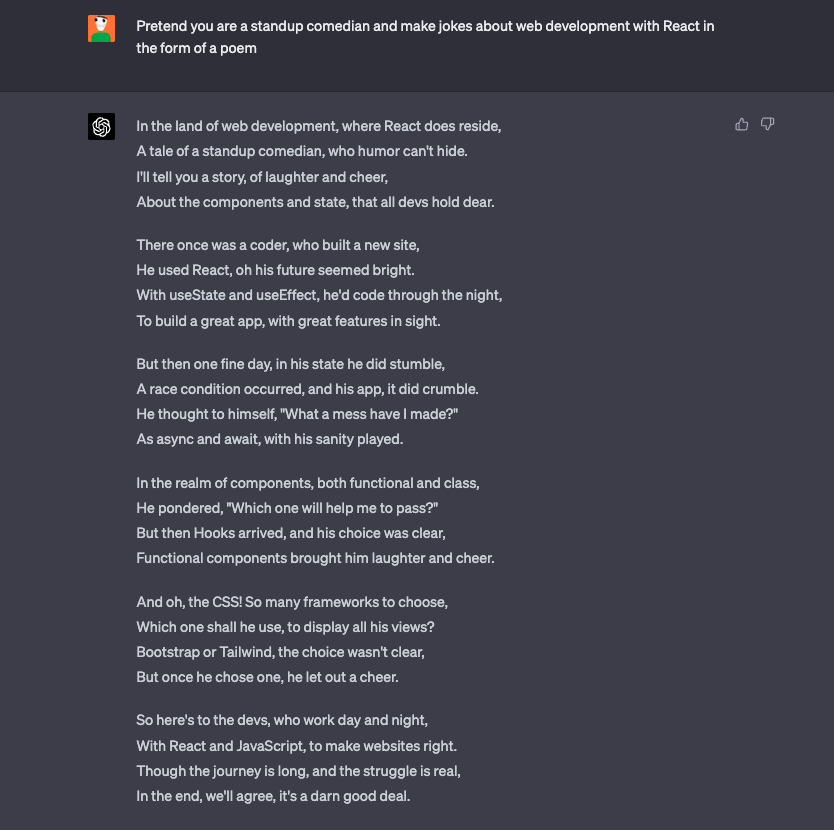 Pretend you are a standup comedian and make jokes about web development with React in
the form of a poem
In the land of web development, where React does reside,
A tale of a standup comedian, who humor can't hide.
I'll tell you a story, of laughter and cheer,
About the components and state, that all devs hold dear.
There once was a coder, who built a new site,
He used React, oh his future seemed bright.
With useState and useEffect, he'd code through the night,
To build a great app, with great features in sight.
But then one fine day, in his state he did stumble,
A race condition occurred, and his app, it did crumble.
He thought to himself, "What a mess have I made?"
As async and await, with his sanity played.
In the realm of components, both functional and class,
He pondered, "Which one will help me to pass?"
But then Hooks arrived, and his choice was clear,
Functional components brought him laughter and cheer.
And oh, the CSS! So many frameworks to choose,
Which one shall he use, to display all his views?
Bootstrap or Tailwind, the choice wasn't clear,
But once he chose one, he let out a cheer.
So here's to the devs, who work day and night,
With React and JavaScript, to make websites right.
Though the journey is long, and the struggle is real,
In the end, we'll agree, it's a darn good deal.